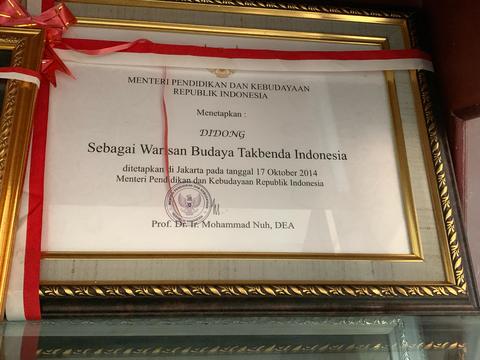 MENTERI PENDIDIKAN DAN KEBUDAYAAN
REPUBLIK INDONESIA
Menetapkan :
DIDONG
Sebagai Warisan Budaya Takbenda Indonesia
ditetapkan di Jakarta pada tanggal 17 Oktober 2014
Menteri Pendidikan dan Kebudayaan Republik Indonesia
Prof. Dr. Ir. Mohammad Nuh, DEA